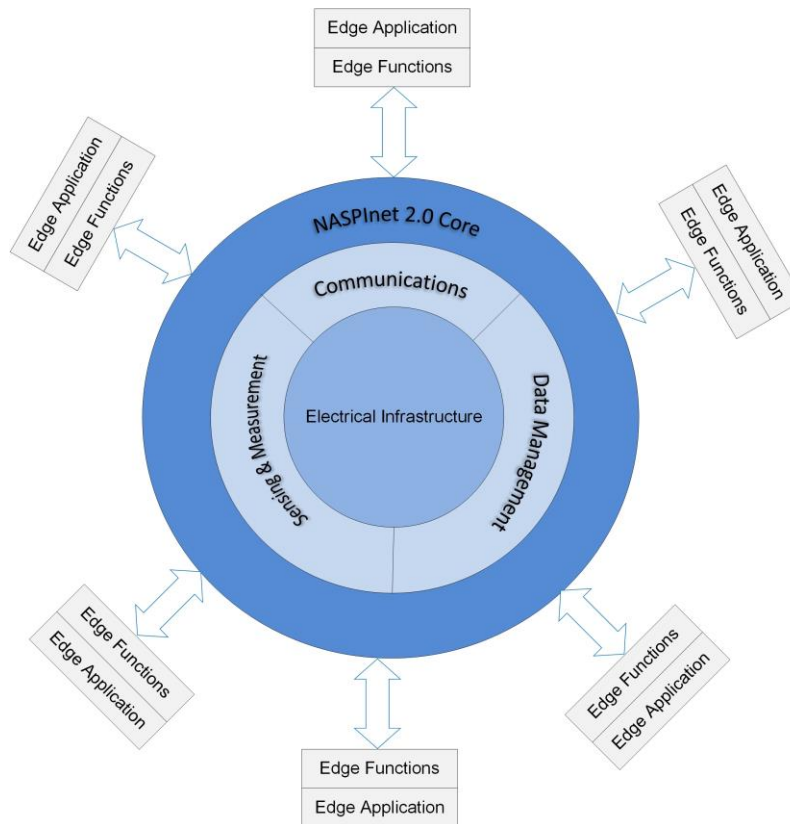 Edge Application
Edge Functions
Edge Application
Edge Functions
Edge Application
Edge Functions
NASPInet 2.0 Core
Communications
Sensing & Measurement
Data Management
Electrical Infrastructure
Edge Functions
Edge Application
Edge Functions
Edge Application
Edge Functions
Edge Application